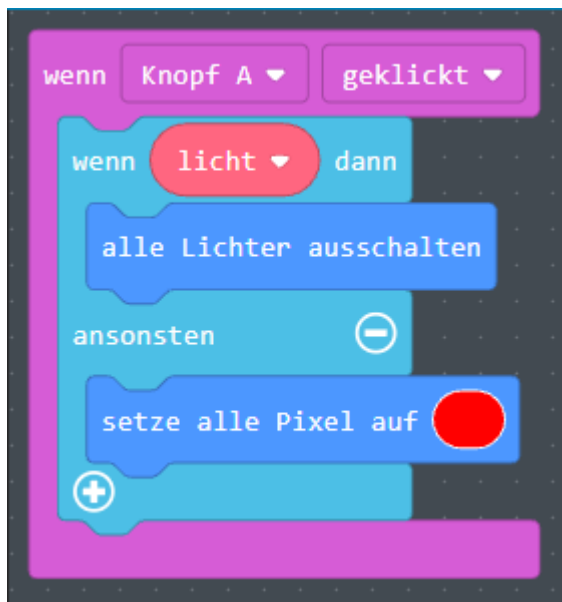 wenn Knopf A geklickt
wenn licht dann
alle Lichter ausschalten
ansonsten
setze alle Pixel auf